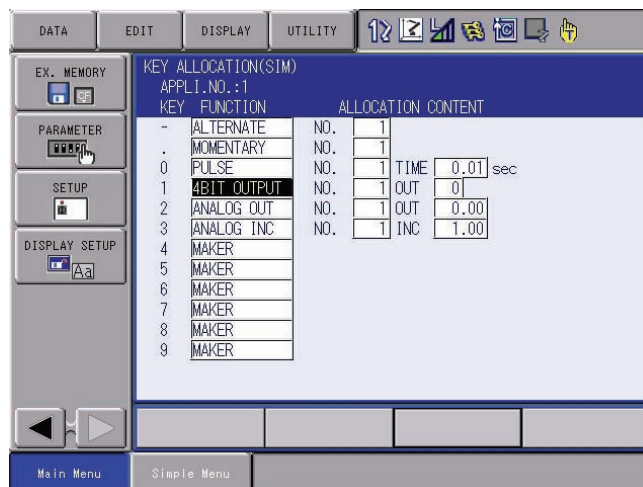 DATA EDIT DISPLAY UTILITY 12
EX. MEMORY
CF
PARAMETER
SETUP
DISPLAY SETUP
Aa
KEY ALLOCATION(SIM)
APPLI.NO.:1
KEY FUNCTION ALLOCATION CONTENT
- ALTERNATE NO. 1
. MOMENTARY NO. 1
0 PULSE NO. 1 TIME 0.01 sec
1 4BIT OUTPUT NO. 1 OUT 0
2 ANALOG OUT NO. 1 OUT 0.00
3 ANALOG INC NO. 1 INC 1.00
4 MAKER
5 MAKER
6 MAKER
7 MAKER
8 MAKER
9 MAKER
Main Menu Simple Menu